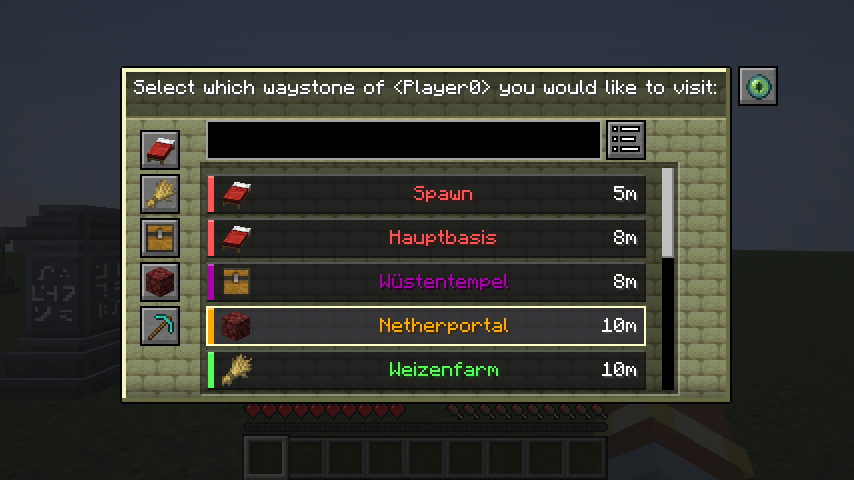 Select which waystone of <Player0> you would like to visit:
Spawn 5m
Hauptbasis 8m
Wüstentempel 8m
Netherportal 10m
Weizenfarm 10m